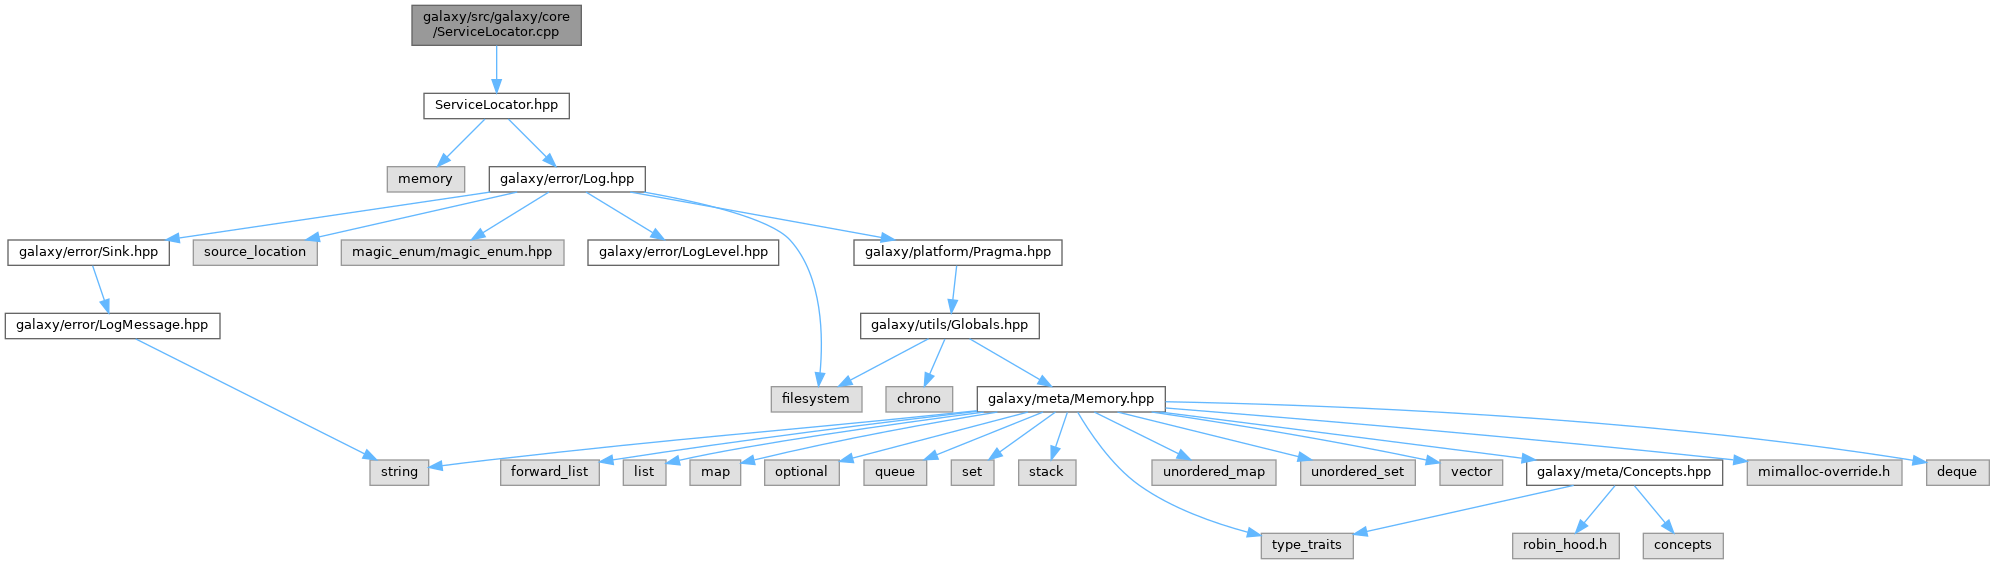 galaxy/src/galaxy/core
/ServiceLocator.cpp
ServiceLocator.hpp
memory
galaxy/error/Log.hpp
galaxy/error/Sink.hpp
source_location
magic_enum/magic_enum.hpp
galaxy/error/LogLevel.hpp
galaxy/platform/Pragma.hpp
galaxy/error/LogMessage.hpp
galaxy/utils/Globals.hpp
filesystem
chrono
galaxy/meta/Memory.hpp
string
forward_list
list
map
optional
queue
set
stack
unordered_map
unordered_set
vector
galaxy/meta/Concepts.hpp
mimalloc-override.h
deque
type_traits
robin_hood.h
concepts